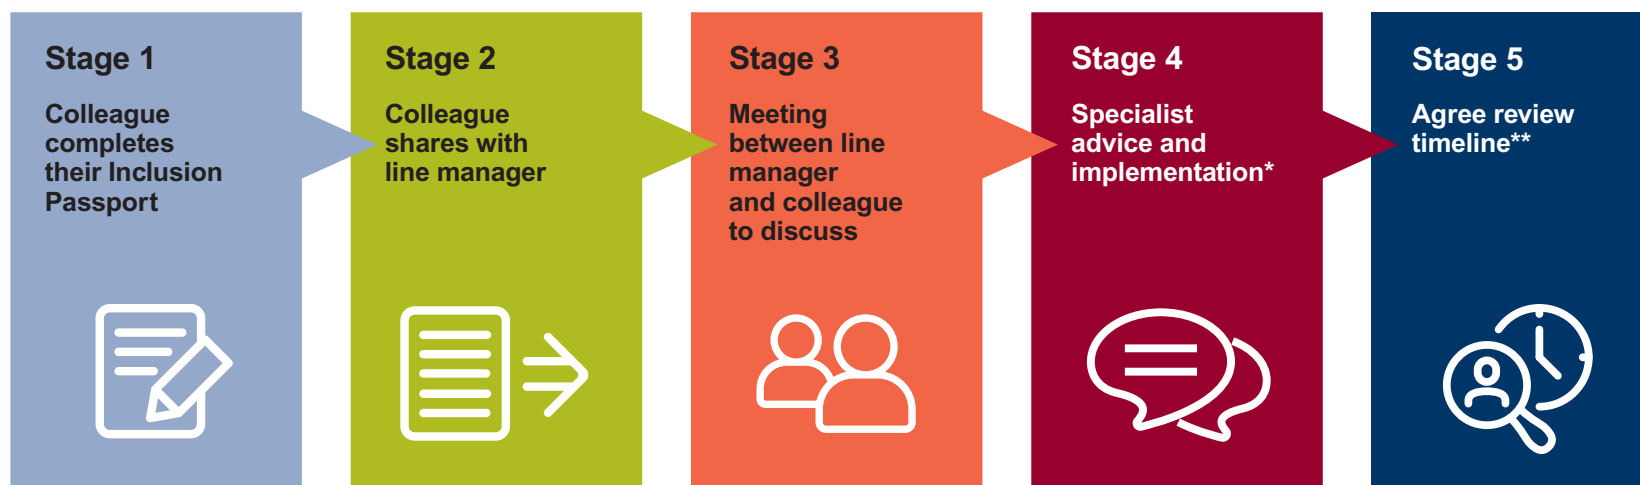 Stage 1
Colleague
completes
their Inclusion
Passport
Stage 2
Colleague
shares with
line manager
Stage 3
Meeting
between line
manager
and colleague
to discuss
Stage 4
Specialist
advice and
implementation*
Stage 5
Agree review
timeline**